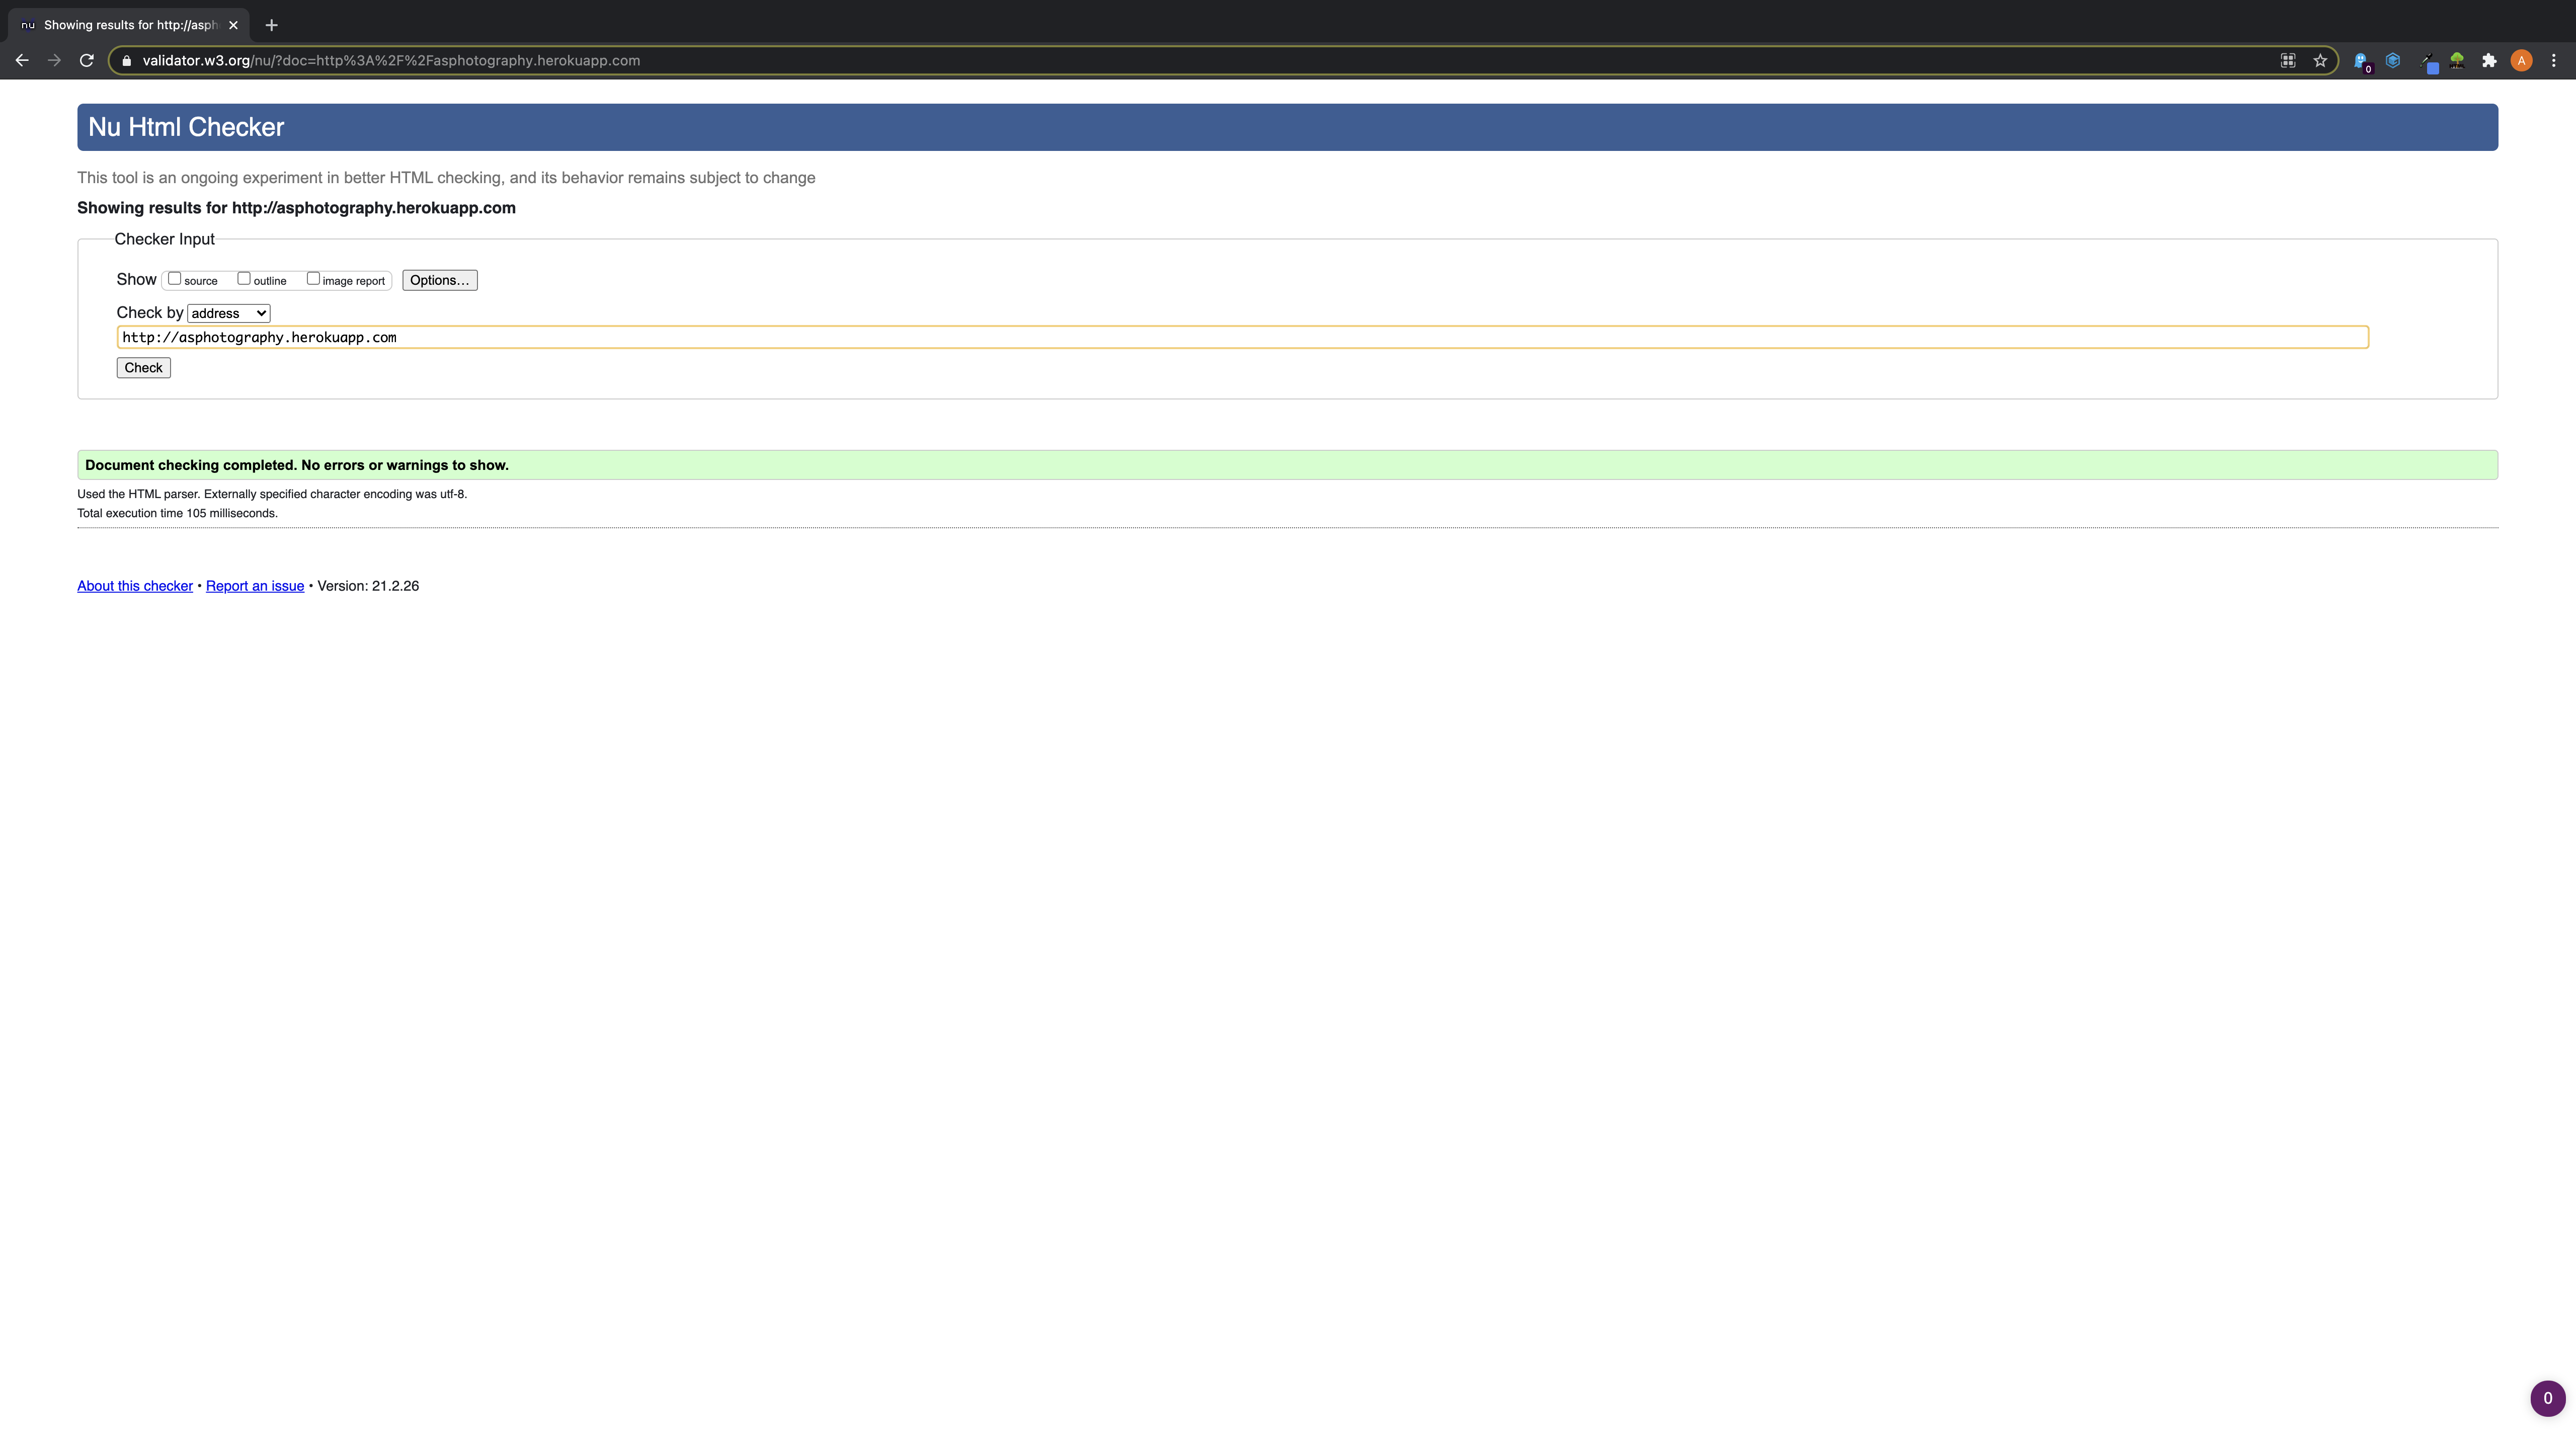 nu Showing results for http://asph
validator.w3.org/nu/?doc=http%3A%2F%2Fasphotography.herokuapp.com
0
A
Nu Html Checker
This tool is an ongoing experiment in better HTML checking, and its behavior remains subject to change
Showing results for http://asphotography.herokuapp.com
Checker Input
Show source outline image report Options...
Check by address
http://asphotography.herokuapp.com
Check
Document checking completed. No errors or warnings to show.
Used the HTML parser. Externally specified character encoding was utf-8.
Total execution time 105 milliseconds.
About this checker • Report an issue • Version: 21.2.26
0